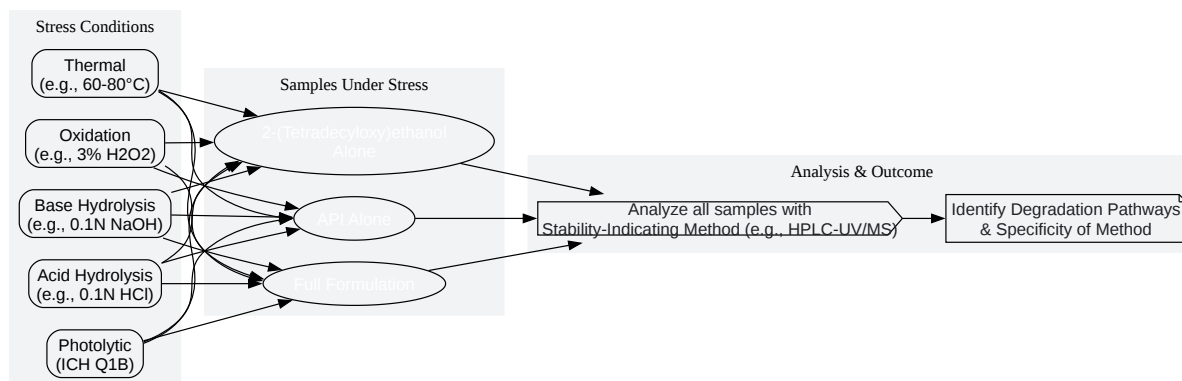 Stress Conditions
Thermal
(e.g., 60-80°C)
Oxidation
(e.g., 3% H2O2)
Base Hydrolysis
(e.g., 0.1N NaOH)
Acid Hydrolysis
(e.g., 0.1N HCl)
Photolytic
(ICH Q1B)
Samples Under Stress
2-(Tetradecyloxy)ethanol
Alone
API Alone
Full Formulation
Analysis & Outcome
Analyze all samples with
Stability-Indicating Method (e.g., HPLC-UV/MS)
Identify Degradation Pathways
& Specificity of Method